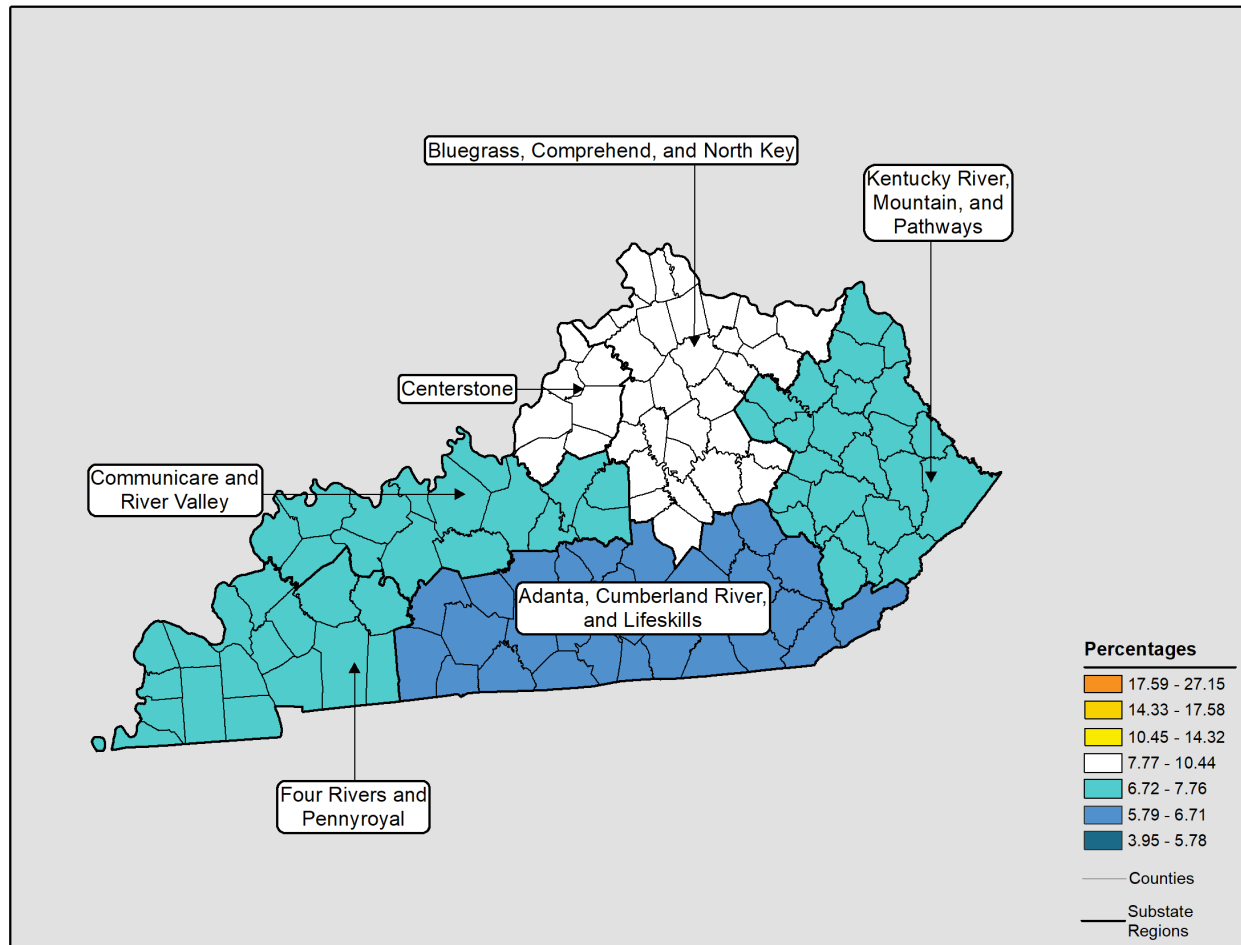 Bluegrass, Comprehend, and North Key
Kentucky River,
Mountain, and
Pathways
Centerstone
Communicare and
River Valley
Adanta, Cumberland River,
and Lifeskills
Four Rivers and
Pennyroyal
Percentages
17.59 - 27.15
14.33 - 17.58
10.45 - 14.32
7.77 - 10.44
6.72 - 7.76
5.79 - 6.71
3.95 - 5.78
Counties
Substate
Regions